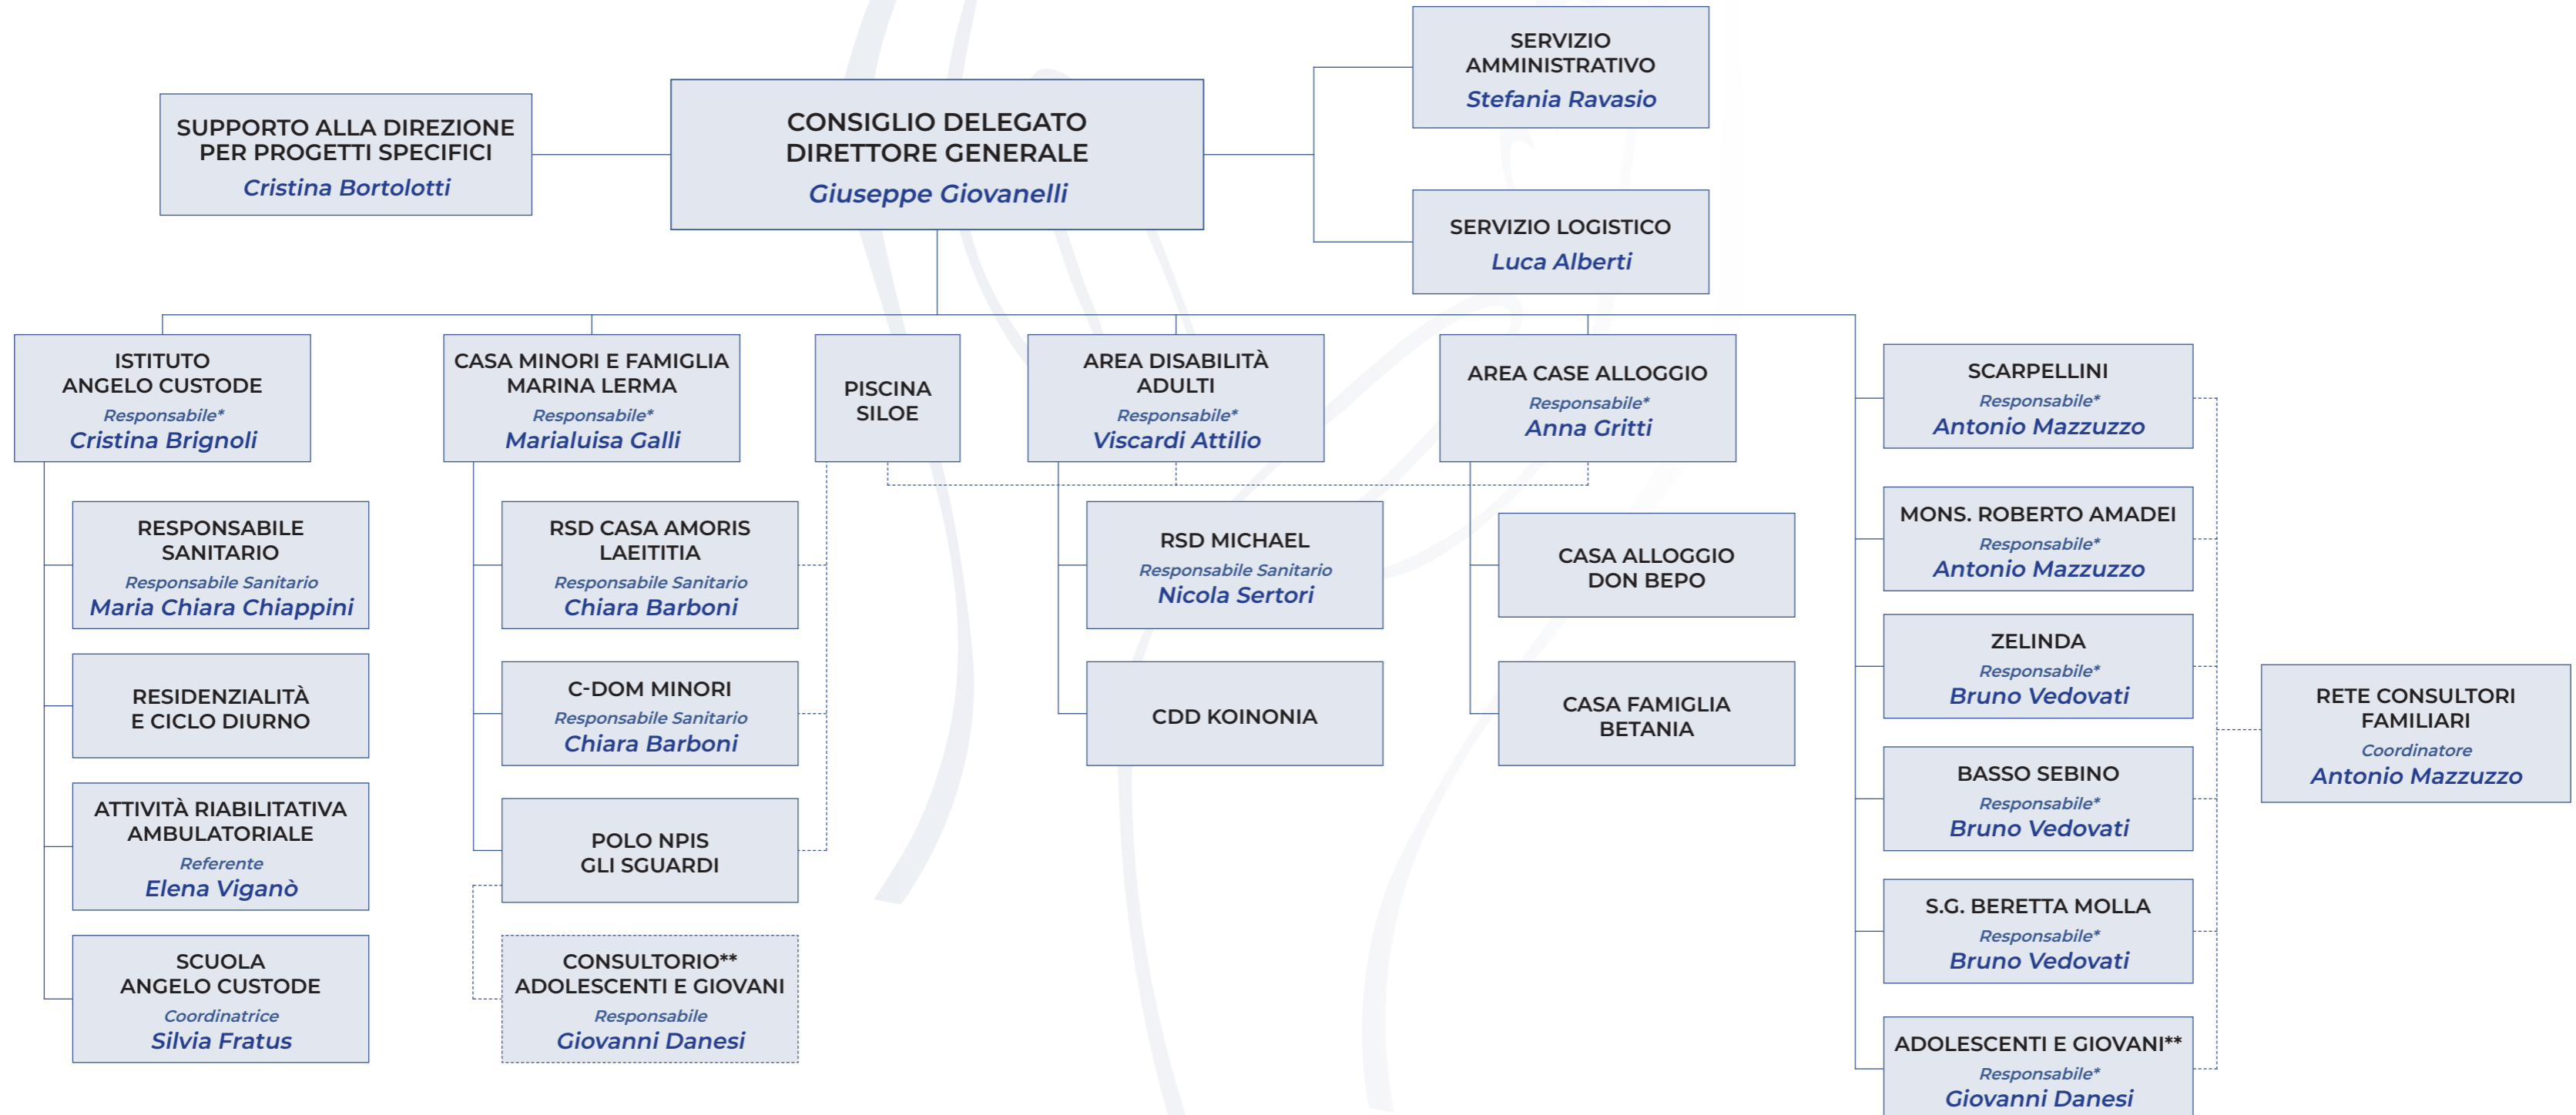 SERVIZIO
AMMINISTRATIVO
Stefania Ravasio
SUPPORTO ALLA DIREZIONE
PER PROGETTI SPECIFICI
Cristina Bortolotti
CONSIGLIO DELEGATO
DIRETTORE GENERALE
Giuseppe Giovanelli
SERVIZIO LOGISTICO
Luca Alberti
ISTITUTO
ANGELO CUSTODE
Responsabile*
Cristina Brignoli
CASA MINORI E FAMIGLIA
MARINA LERMA
Responsabile*
Marialuisa Galli
PISCINA
SILOE
AREA DISABILITÀ
ADULTI
Responsabile*
Viscardi Attilio
AREA CASE ALLOGGIO
Responsabile*
Anna Gritti
SCARPELLINI
Responsabile*
Antonio Mazzuzzo
RESPONSABILE
SANITARIO
Responsabile Sanitario
Maria Chiara Chiappini
RESIDENZIALITÀ
E CICLO DIURNO
ATTIVITÀ RIABILITATIVA
AMBULATORIALE
Referente
Elena Viganò
SCUOLA
ANGELO CUSTODE
Coordinatrice
Silvia Fratus
RSD CASA AMORIS
LAEITITIA
Responsabile Sanitario
Chiara Barboni
C-DOM MINORI
Responsabile Sanitario
Chiara Barboni
POLO NPIS
GLI SGUARDI
CONSULTORIO**
ADOLESCENTI E GIOVANI
Responsabile
Giovanni Danesi
RSD MICHAEL
Responsabile Sanitario
Nicola Sertori
CDD KOINONIA
CASA ALLOGGIO
DON BEPO
CASA FAMIGLIA
BETANIA
MONS. ROBERTO AMADEI
Responsabile*
Antonio Mazzuzzo
ZELINDA
Responsabile*
Bruno Vedovati
BASSO SEBINO
Responsabile*
Bruno Vedovati
S.G. BERETTA MOLLA
Responsabile*
Bruno Vedovati
ADOLESCENTI E GIOVANI**
Responsabile*
Giovanni Danesi
RETE CONSULTORI
FAMILIARI
Coordinatore
Antonio Mazzuzzo